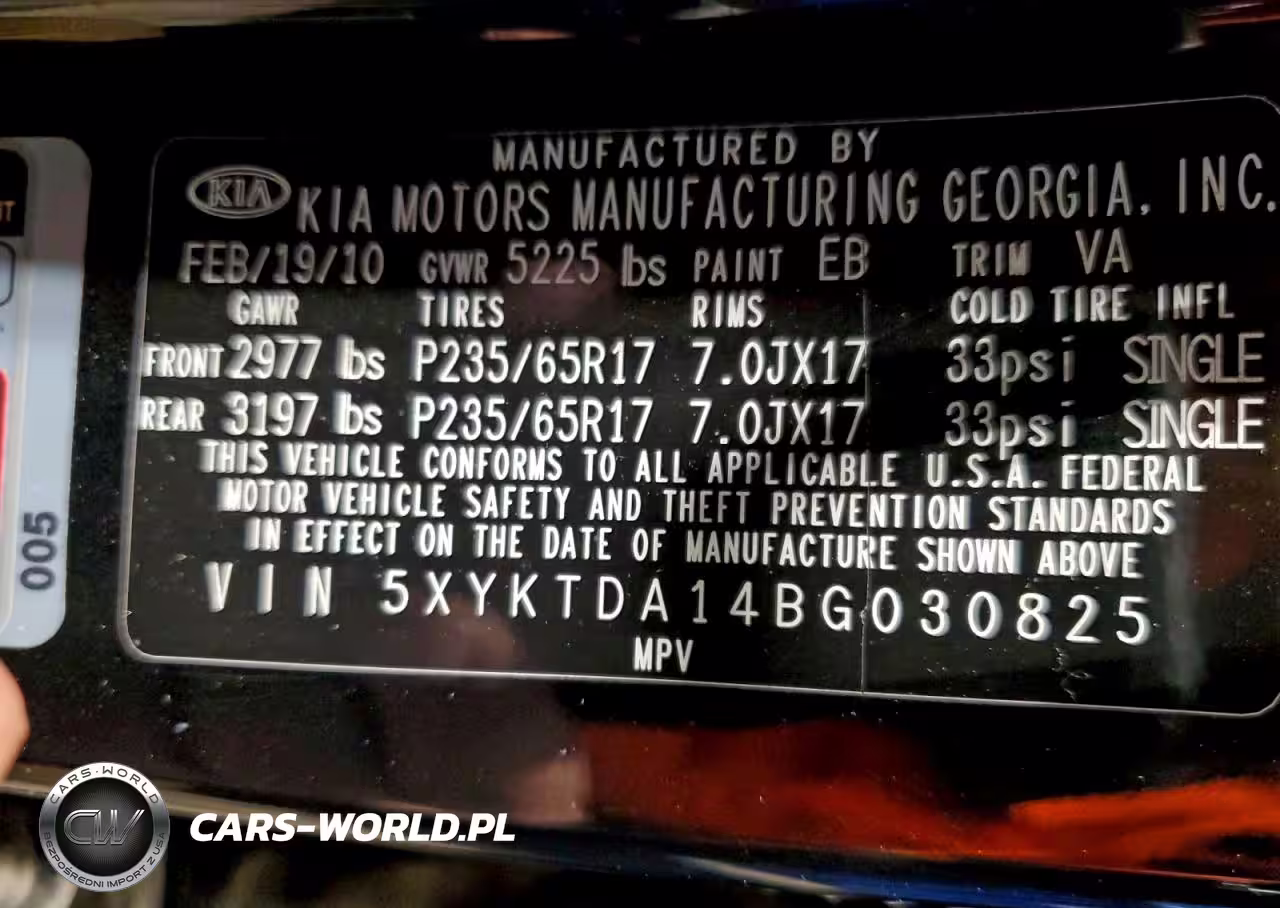 MANUFACTURED BY
KIA KIA MOTORS MANUFACTURING GEORGIA, INC.
FEB/19/10 GVWR 5225 lbs PAINT EB TRIM VA
GAWR TIRES RIMS COLD TIRE INFL
FRONT 2977 lbs P235/65R17 7.0JX17 33psi SINGLE
REAR 3197 lbs P235/65R17 7.0JX17 33psi SINGLE
THIS VEHICLE CONFORMS TO ALL APPLICABLE U.S.A. FEDERAL
MOTOR VEHICLE SAFETY AND THEFT PREVENTION STANDARDS
IN EFFECT ON THE DATE OF MANUFACTURE SHOWN ABOVE
VIN 5XYKTDA14BG030825
MPV
005
CARS-WORLD
CW
BEZPOŚREDNI IMPORT Z USA
CARS-WORLD.PL